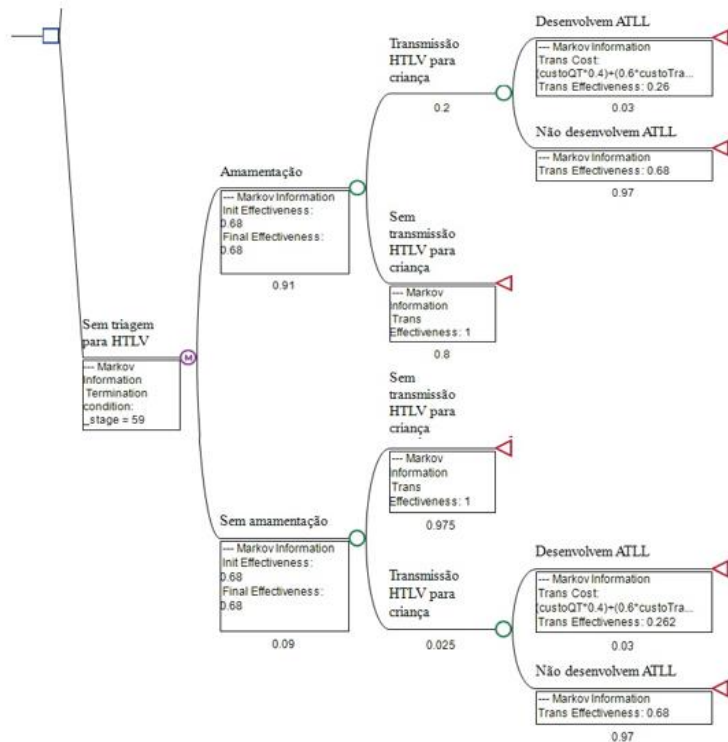 Desenvolvem ATLL
--- Markov Information
Trans Cost:
(custoQT*0.4)+(0.6*custoTra...
Trans Effectiveness: 0.26
0.03
Transmissão
HTLV para
criança
0.2
Não desenvolvem ATLL
--- Markov Information
Trans Effectiveness: 0.68
0.97
Amamentação
--- Markov Information
Init Effectiveness:
0.68
Final Effectiveness:
0.68
0.91
Sem
transmissão
HTLV para
criança
--- Markov
Information
Trans
Effectiveness: 1
0.8
Sem triagem
para HTLV
M
--- Markov
Information
Termination
condition:
_stage = 59
Sem
transmissão
HTLV para
criança
--- Markov
Information
Trans
Effectiveness: 1
0.975
Sem amamentação
--- Markov Information
Init Effectiveness:
0.68
Final Effectiveness:
0.68
0.09
Transmissão
HTLV para
criança
0.025
Desenvolvem ATLL
--- Markov Information
Trans Cost:
(custoQT*0.4)+(0.6*custoTra...
Trans Effectiveness: 0.262
0.03
Não desenvolvem ATLL
--- Markov Information
Trans Effectiveness: 0.68
0.97